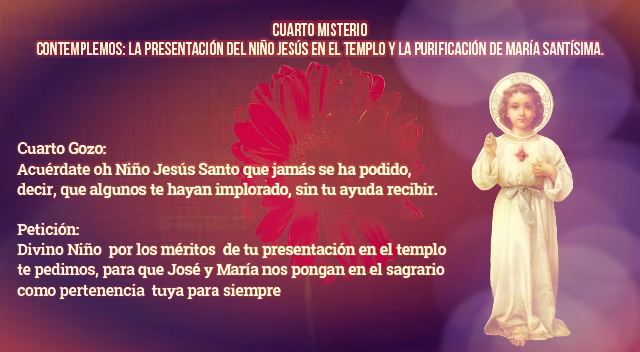 CUARTO MISTERIO
CONTEMPLEMOS: LA PRESENTACIÓN DEL NIÑO JESÚS EN EL TEMPLO Y LA PURIFICACIÓN DE MARÍA SANTÍSIMA.
Cuarto Gozo:
Acuérdate oh Niño Jesús Santo que jamás se ha podido,
decir, que algunos te hayan implorado, sin tu ayuda recibir.
Petición:
Divino Niño por los méritos de tu presentación en el templo
te pedimos, para que José y María nos pongan en el sagrario
como pertenencia tuya para siempre